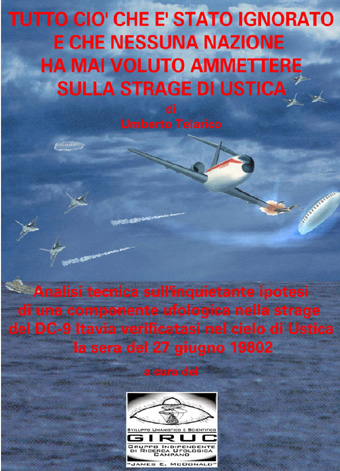 TUTTO CIO' CHE E' STATO IGNORATO
E CHE NESSUNA NAZIONE
HA MAI VOLUTO AMMETTERE
SULLA STRAGE DI USTICA
di
Umberto Telarico
Analisi tecnica sull'inquietante ipotesi
di una componente ufologica nella strage
del DC-9 Itavia verificatasi nel cielo di Ustica
la sera del 27 giugno 19802
a cura del
SVILUPPO UMANISTICO E SCIENTIFICO
GIRUC
GRUPPO INDIPENDENTE
DI RICERCA UFOLOGICA
CAMPANO
"JAMES E. McDONALD"